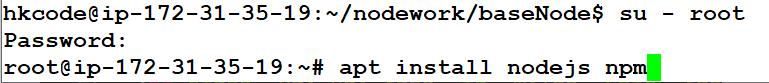 hkcode@ip-172-31-35-19:~/nodework/baseNode$ su - root
Password:
root@ip-172-31-35-19:~# apt install nodejs npm